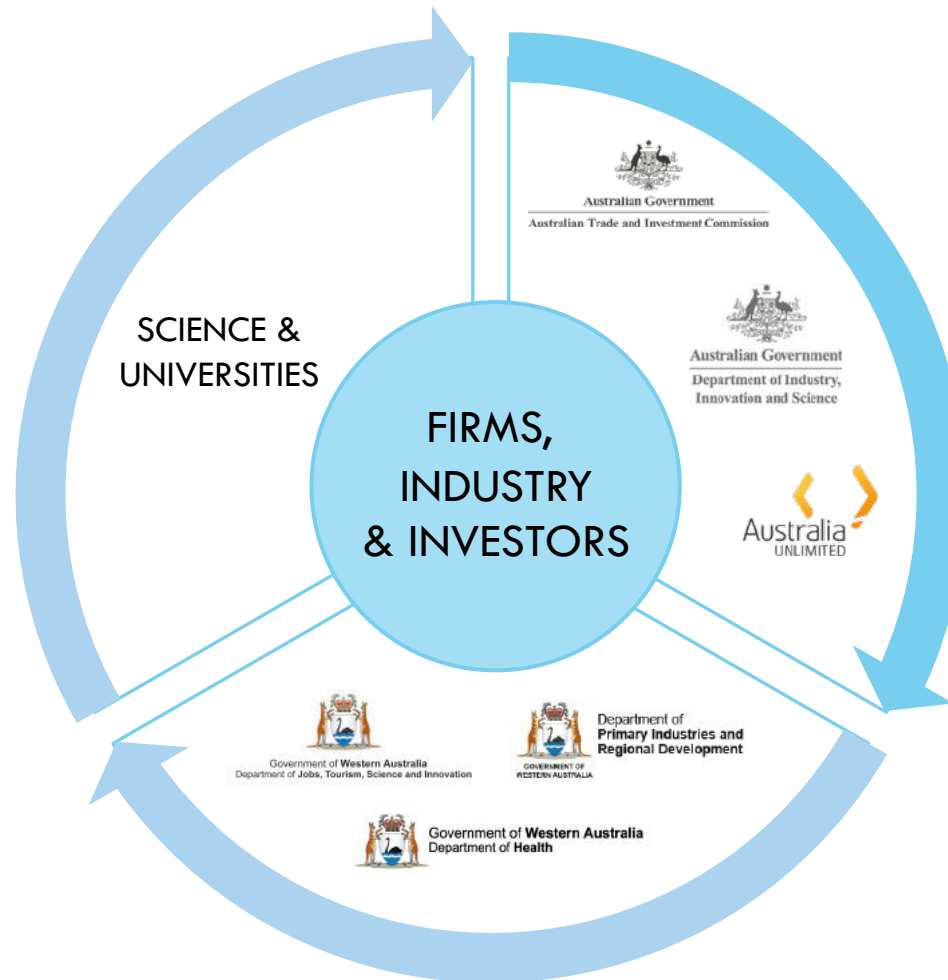 Australian Government
Australian Trade and Investment Commission
SCIENCE &
UNIVERSITIES
Australian Government
Department of Industry,
Innovation and Science
FIRMS,
INDUSTRY
& INVESTORS
Australia
UNLIMITED
Government of Western Australia
Department of Jobs, Tourism, Science and Innovation
GOVERNMENT OF
WESTERN AUSTRALIA
Department of
Primary Industries and
Regional Development
Government of Western Australia
Department of Health